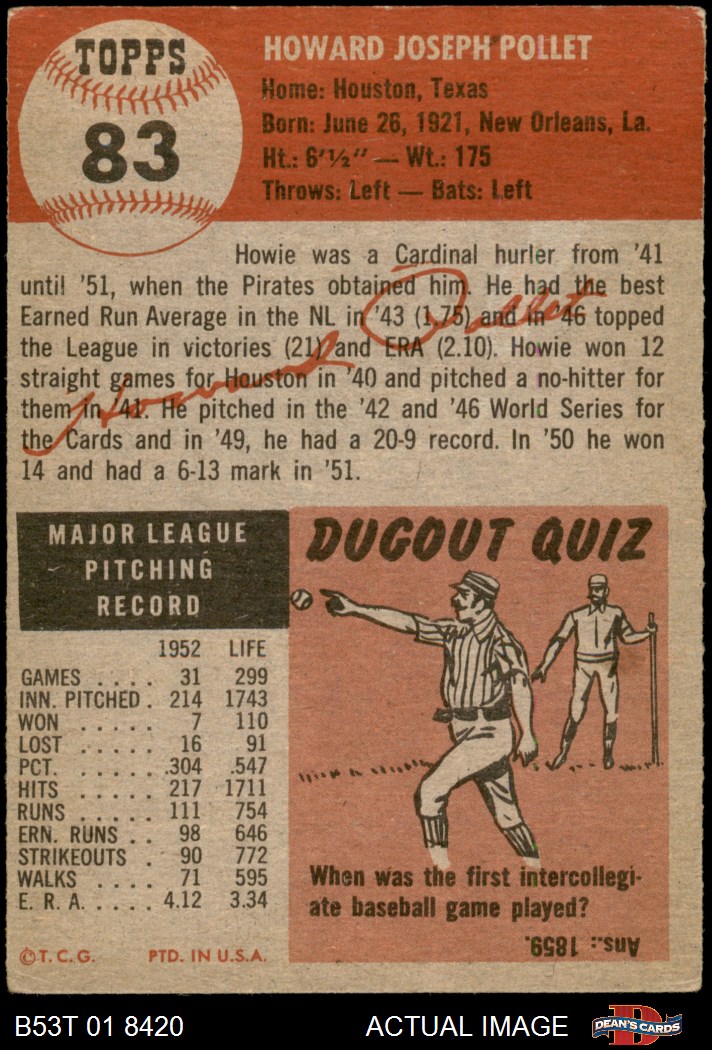 TOPPS
83
HOWARD JOSEPH POLLET
Home: Houston, Texas
Born: June 26, 1921, New Orleans, La.
Ht.: 6'½" — Wt.: 175
Throws: Left — Bats: Left
Howie was a Cardinal hurler from '41
until '51, when the Pirates obtained him. He had the best
Earned Run Average in the NL in '43 (1.75) and in '46 topped
the League in victories (21) and ERA (2.10). Howie won 12
straight games for Houston in '40 and pitched a no-hitter for
them in '41. He pitched in the '42 and '46 World Series for
the Cards and in '49, he had a 20-9 record. In '50 he won
14 and had a 6-13 mark in '51.
Howard Pollet
MAJOR LEAGUE
PITCHING
RECORD
1952 LIFE
GAMES .... 31 299
INN. PITCHED . 214 1743
WON ..... 7 110
LOST ..... 16 91
PCT. ..... .304 .547
HITS ..... 217 1711
RUNS ..... 111 754
ERN. RUNS .. 98 646
STRIKEOUTS . 90 772
WALKS .... 71 595
E. R. A. .... 4.12 3.34
©T.C.G. PTD. IN U.S.A.
DUGOUT QUIZ
When was the first intercollegi-
ate baseball game played?
Ans.: 1859.
B53T 01 8420 ACTUAL IMAGE
DEAN'S CARDS